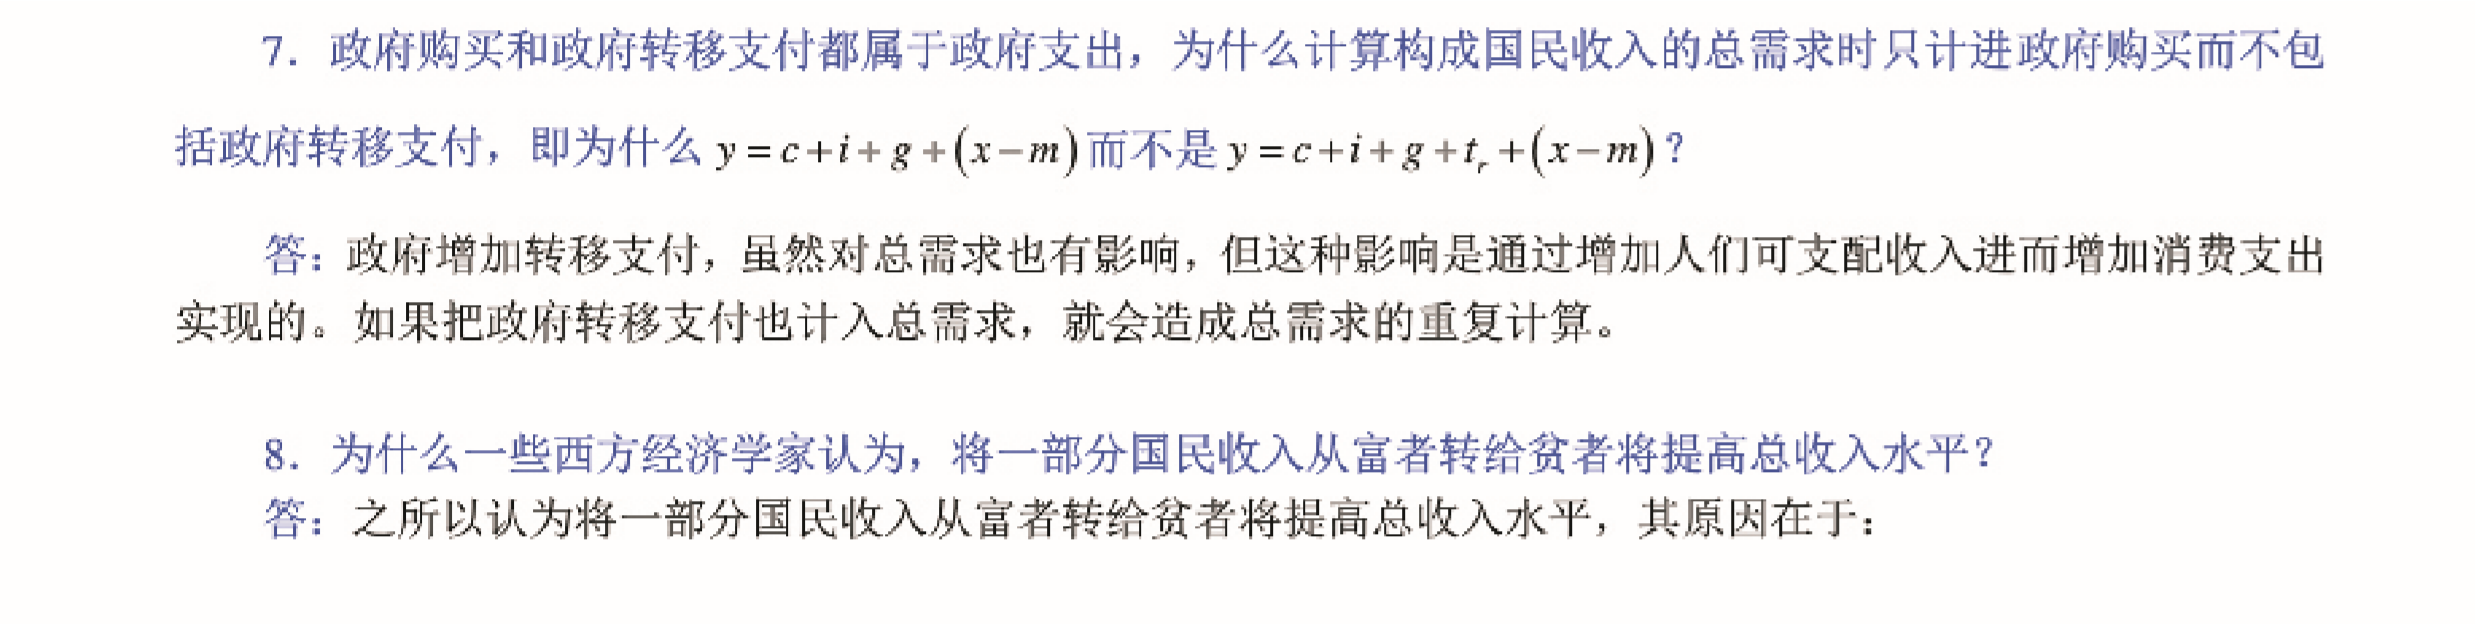 7. 政府购买和政府转移支付都属于政府支出，为什么计算构成国民收入的总需求时只计进政府购买而不包
括政府转移支付，即为什么 y=c+i+g+(x−m)而不是 y=c+i+g+tᵣ+(x−m)？
答：政府增加转移支付，虽然对总需求也有影响，但这种影响是通过增加人们可支配收入进而增加消费支出
实现的。如果把政府转移支付也计入总需求，就会造成总需求的重复计算。
8. 为什么一些西方经济学家认为，将一部分国民收入从富者转给贫者将提高总收入水平？
答：之所以认为将一部分国民收入从富者转给贫者将提高总收入水平，其原因在于：